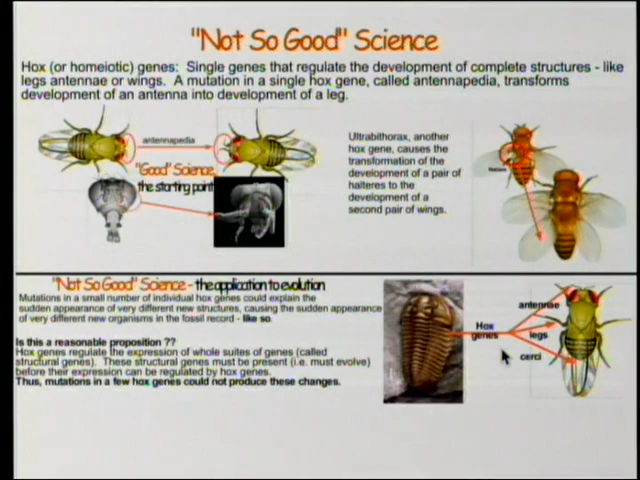 "Not So Good" Science
Hox (or homeiotic) genes: Single genes that regulate the development of complete structures - like
legs antennae or wings. A mutation in a single hox gene, called antennapedia, transforms
development of an antenna into development of a leg.
antennapedia
"Good" Science,
the starting point
Ultrabithorax, another
hox gene, causes the
transformation of the
development of a pair of
halteres to the
development of a
second pair of wings.
"Not So Good" Science - the application to evolution
Mutations in a small number of individual hox genes could explain the
sudden appearance of very different new structures, causing the sudden appearance
of very different new organisms in the fossil record - like so.
Is this a reasonable proposition ??
Hox genes regulate the expression of whole suites of genes (called
structural genes). These structural genes must be present (i.e. must evolve)
before their expression can be regulated by hox genes.
Thus, mutations in a few hox genes could not produce these changes.
Hox
genes
antennae
legs
cerci